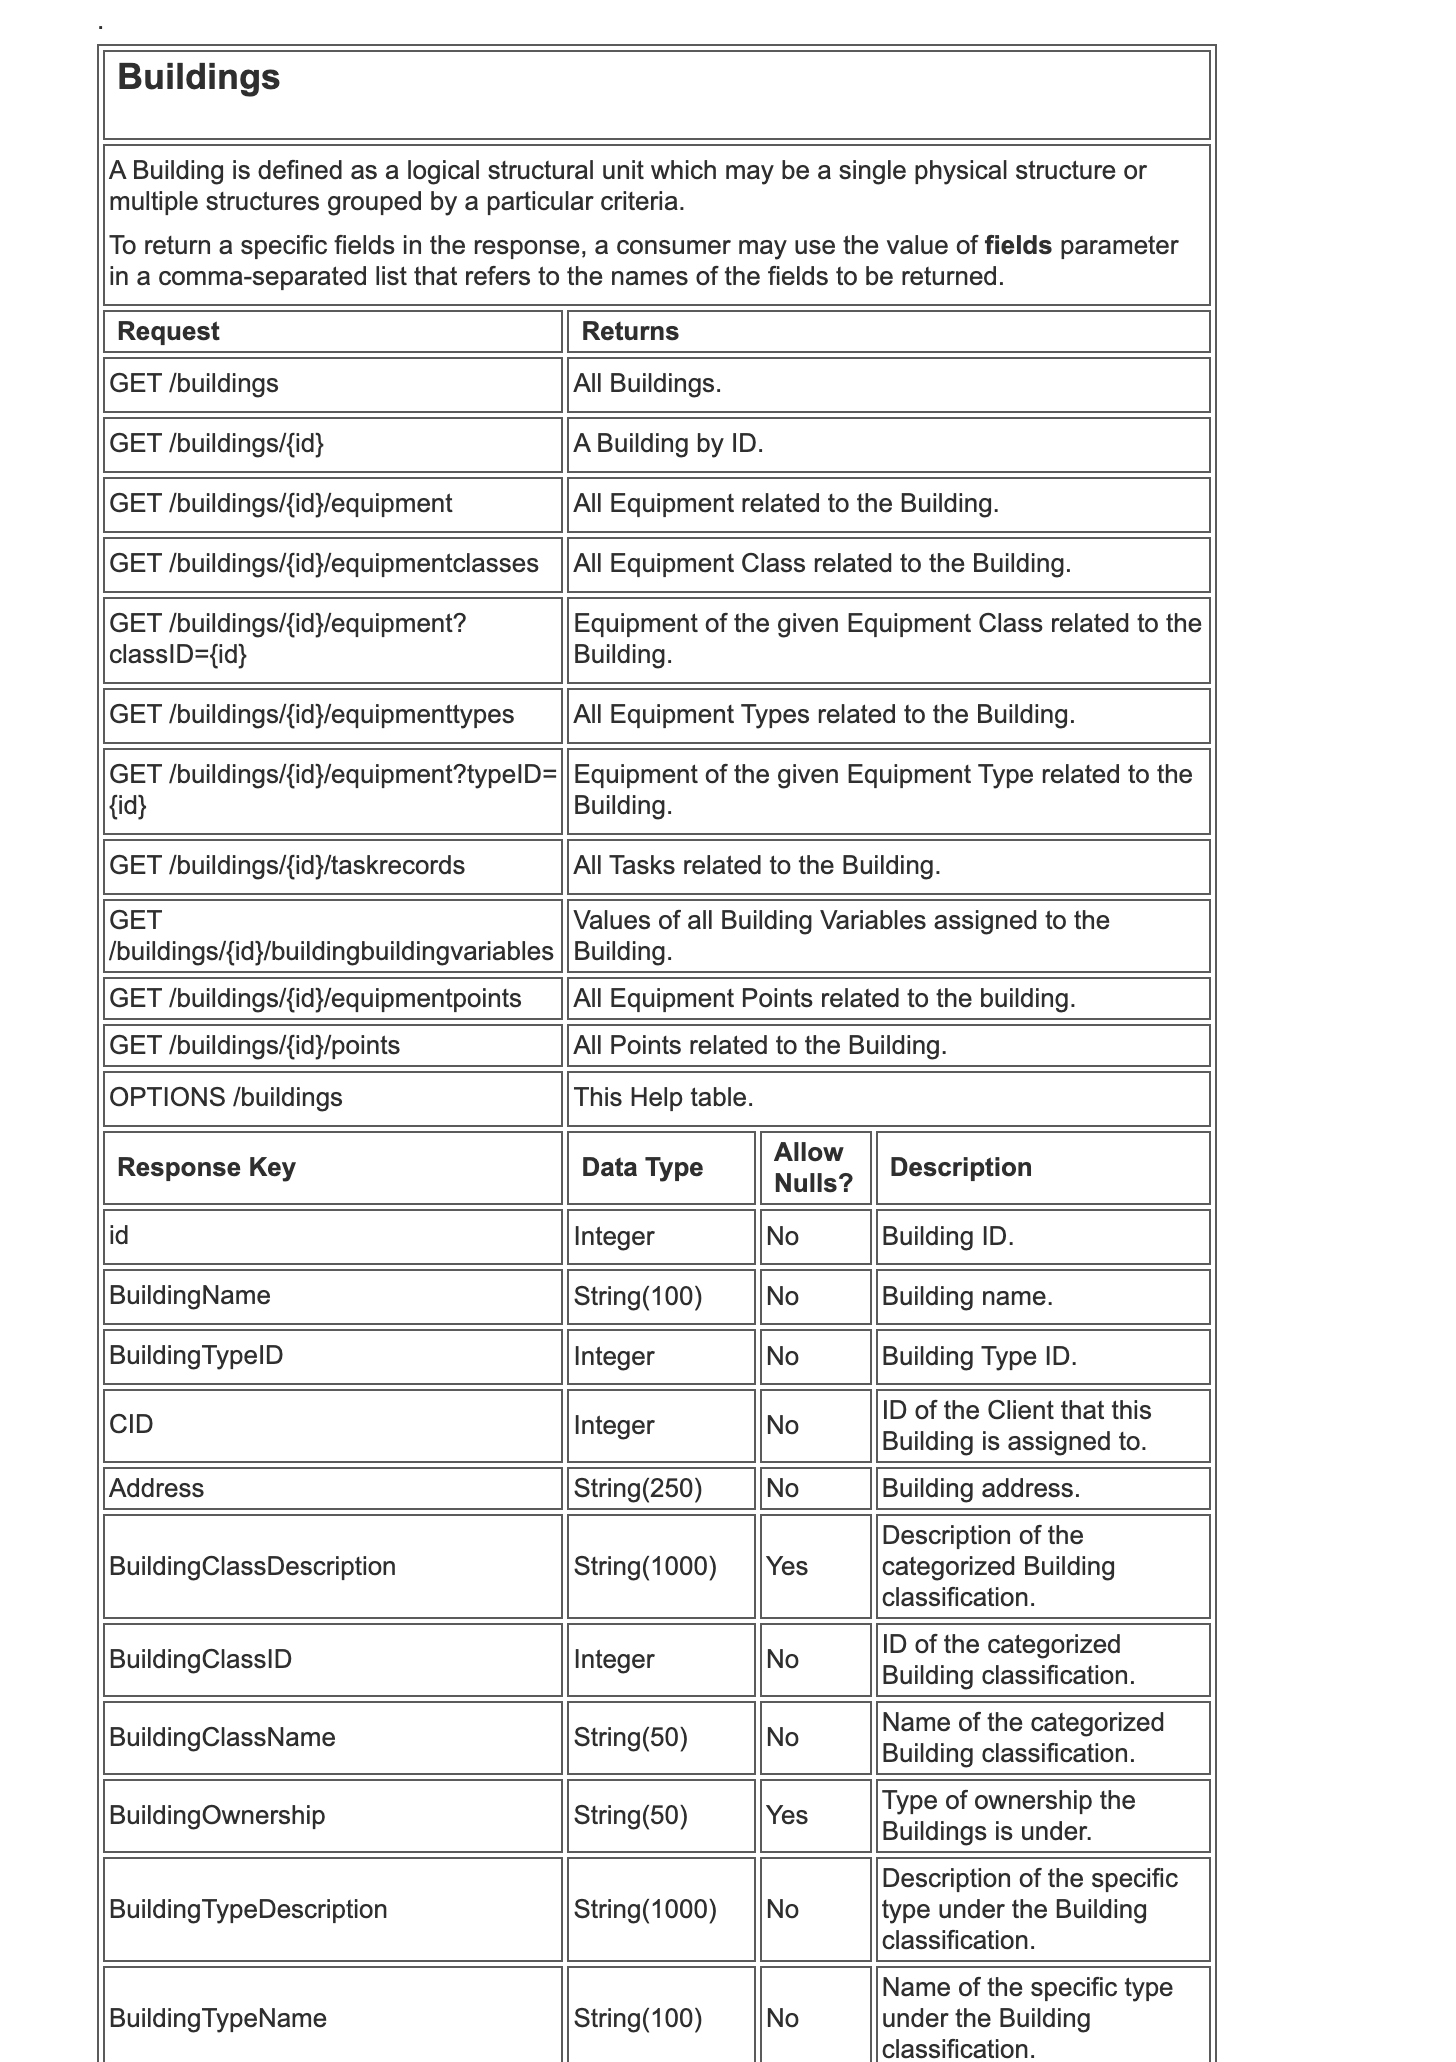 .
Buildings
A Building is defined as a logical structural unit which may be a single physical structure or
multiple structures grouped by a particular criteria.
To return a specific fields in the response, a consumer may use the value of fields parameter
in a comma-separated list that refers to the names of the fields to be returned.
Request Returns
GET /buildings All Buildings.
GET /buildings/{id} A Building by ID.
GET /buildings/{id}/equipment All Equipment related to the Building.
GET /buildings/{id}/equipmentclasses All Equipment Class related to the Building.
GET /buildings/{id}/equipment?
classID={id}
Equipment of the given Equipment Class related to the
Building.
GET /buildings/{id}/equipmenttypes All Equipment Types related to the Building.
GET /buildings/{id}/equipment?typeID=
{id}
Equipment of the given Equipment Type related to the
Building.
GET /buildings/{id}/taskrecords All Tasks related to the Building.
GET
/buildings/{id}/buildingbuildingvariables
Values of all Building Variables assigned to the
Building.
GET /buildings/{id}/equipmentpoints All Equipment Points related to the building.
GET /buildings/{id}/points All Points related to the Building.
OPTIONS /buildings This Help table.
Response Key Data Type Allow
Nulls? Description
id Integer No Building ID.
BuildingName String(100) No Building name.
BuildingTypeID Integer No Building Type ID.
CID Integer No ID of the Client that this
Building is assigned to.
Address String(250) No Building address.
BuildingClassDescription String(1000) Yes Description of the
categorized Building
classification.
BuildingClassID Integer No ID of the categorized
Building classification.
BuildingClassName String(50) No Name of the categorized
Building classification.
BuildingOwnership String(50) Yes Type of ownership the
Buildings is under.
BuildingTypeDescription String(1000) No Description of the specific
type under the Building
classification.
BuildingTypeName String(100) No Name of the specific type
under the Building
classification.